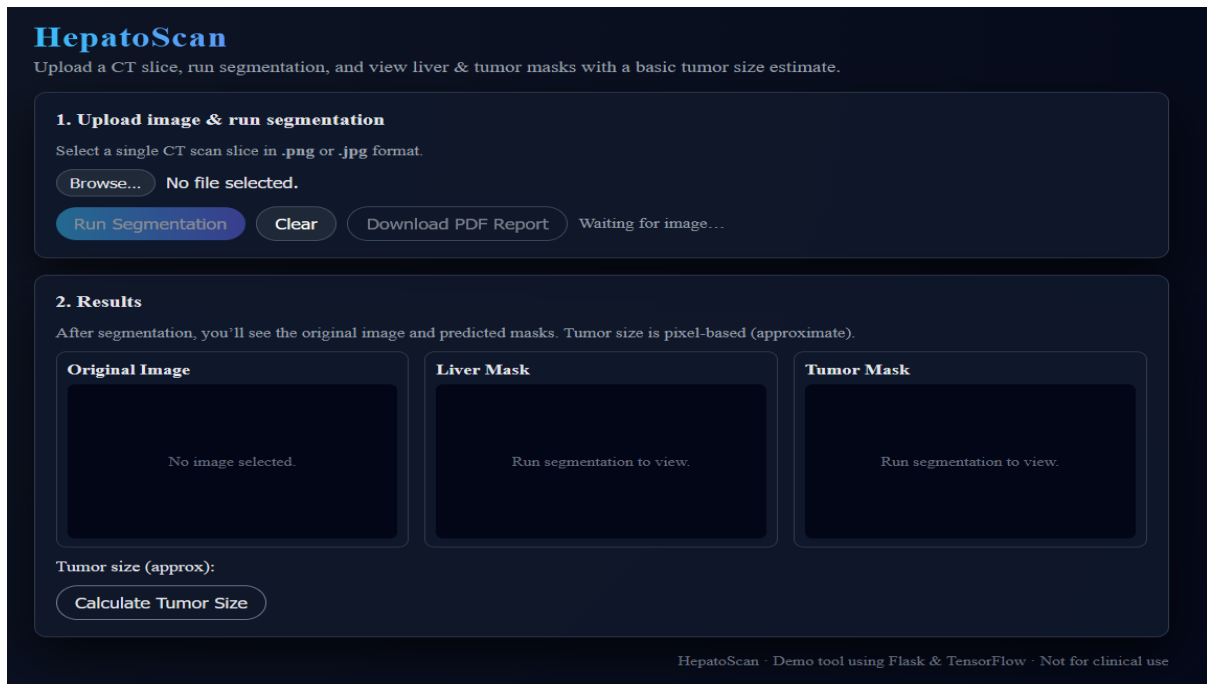 HepatoScan
Upload a CT slice, run segmentation, and view liver & tumor masks with a basic tumor size estimate.
1. Upload image & run segmentation
Select a single CT scan slice in .png or .jpg format.
Browse... No file selected.
Run Segmentation Clear Download PDF Report Waiting for image…
2. Results
After segmentation, you’ll see the original image and predicted masks. Tumor size is pixel-based (approximate).
Original Image Liver Mask Tumor Mask
No image selected. Run segmentation to view. Run segmentation to view.
Tumor size (approx):
Calculate Tumor Size
HepatoScan · Demo tool using Flask & TensorFlow · Not for clinical use